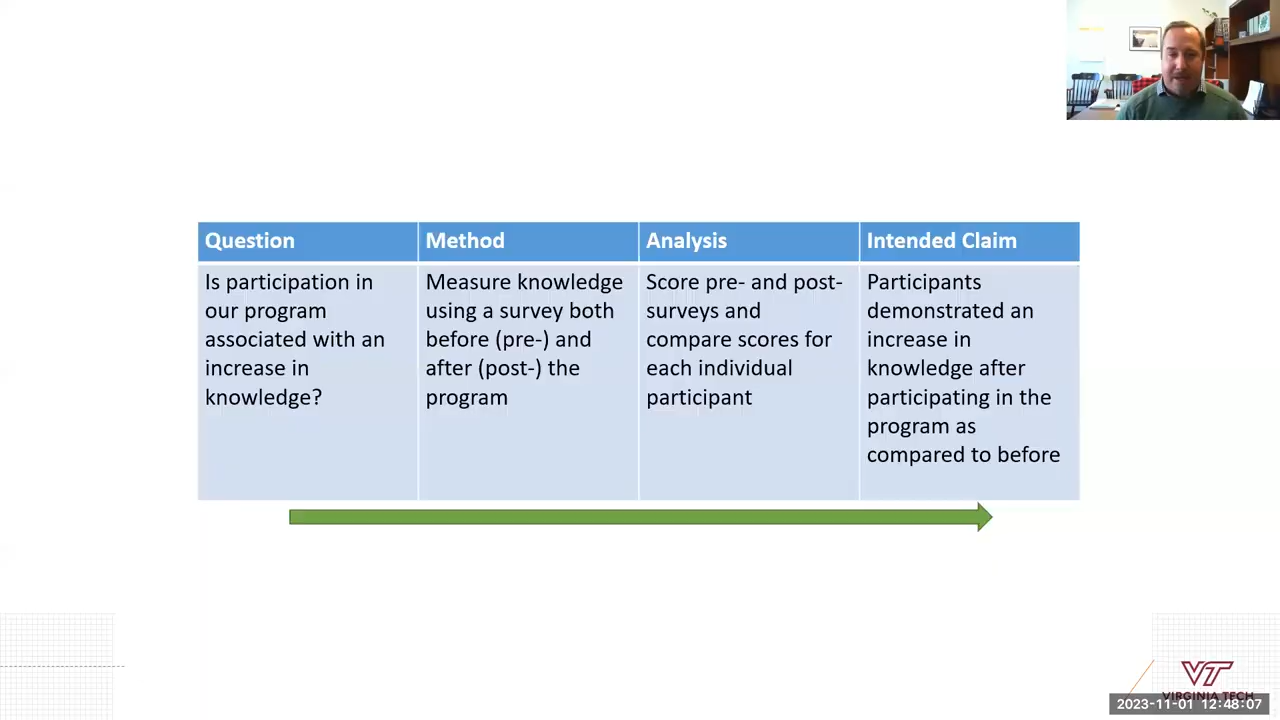 Question
Method
Analysis
Intended Claim
Is participation in
our program
associated with an
increase in
knowledge?
Measure knowledge
using a survey both
before (pre-) and
after (post-) the
program
Score pre- and post-
surveys and
compare scores for
each individual
participant
Participants
demonstrated an
increase in
knowledge after
participating in the
program as
compared to before
VT
VIRGINIA TECH
2023-11-01 12:48:07